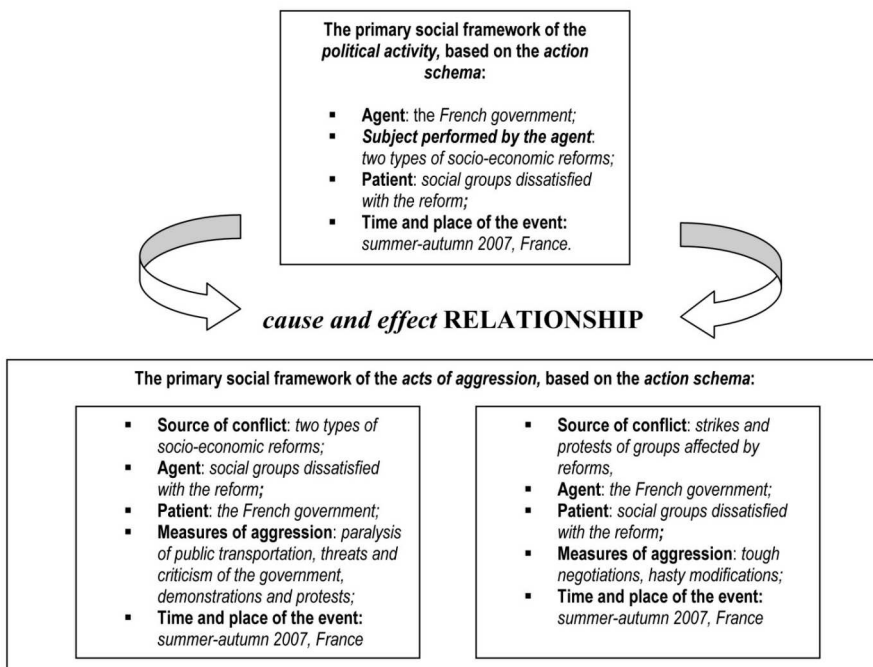 The primary social framework of the
political activity, based on the action
schema:
▪ Agent: the French government;
▪ Subject performed by the agent:
two types of socio-economic reforms;
▪ Patient: social groups dissatisfied
with the reform;
▪ Time and place of the event:
summer-autumn 2007, France.
cause and effect RELATIONSHIP
The primary social framework of the acts of aggression, based on the action schema:
▪ Source of conflict: two types of
socio-economic reforms;
▪ Agent: social groups dissatisfied
with the reform;
▪ Patient: the French government;
▪ Measures of aggression: paralysis
of public transportation, threats and
criticism of the government,
demonstrations and protests;
▪ Time and place of the event:
summer-autumn 2007, France
▪ Source of conflict: strikes and
protests of groups affected by
reforms,
▪ Agent: the French government;
▪ Patient: social groups dissatisfied
with the reform;
▪ Measures of aggression: tough
negotiations, hasty modifications;
▪ Time and place of the event:
summer-autumn 2007, France